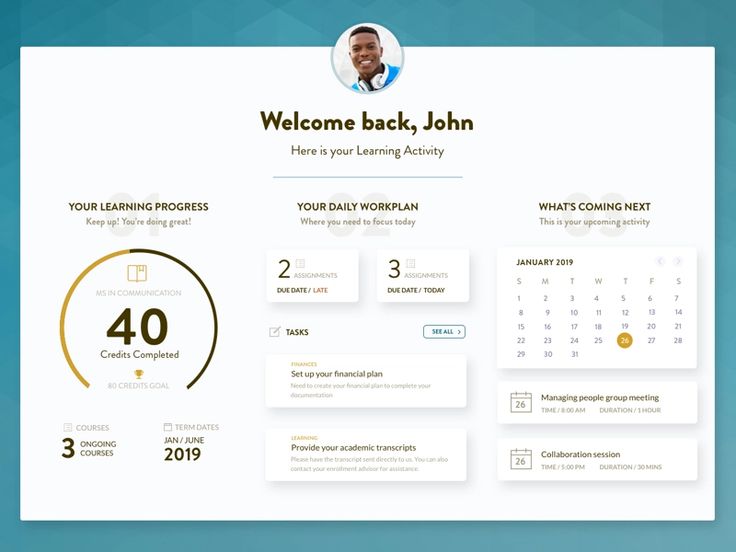 Welcome back, John
Here is your Learning Activity
01
YOUR LEARNING PROGRESS
Keep up! You're doing great!
MS IN COMMUNICATION
40
Credits Completed
80 CREDITS GOAL
COURSES
3 ONGOING
COURSES
TERM DATES
JAN / JUNE
2019
02
YOUR DAILY WORKPLAN
Where you need to focus today
2 ASSIGNMENTS
DUE DATE / LATE
3 ASSIGNMENTS
DUE DATE / TODAY
TASKS
SEE ALL >
FINANCES
Set up your financial plan
Need to create your financial plan to complete your
documentation
LEARNING
Provide your academic transcripts
Please have the transcript sent directly to us. You can also
contact your enrolment advisor for assistance.
03
WHAT'S COMING NEXT
This is your upcoming activity
JANUARY 2019 < >
S M T W T F S
1 2 3 4 5 6 7
8 9 10 11 12 13 14
15 16 17 18 19 20 21
22 23 24 25 26 27 28
29 30 31
26
Managing people group meeting
TIME / 8:00 AM DURATION / 1 HOUR
26
Collaboration session
TIME / 5:00 PM DURATION / 30 MINS